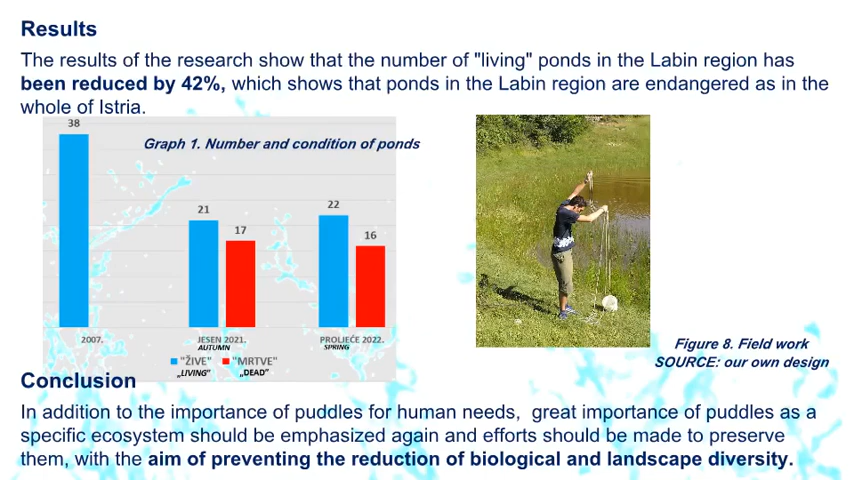 Results
The results of the research show that the number of "living" ponds in the Labin region has
been reduced by 42%, which shows that ponds in the Labin region are endangered as in the
whole of Istria.
38
Graph 1. Number and condition of ponds
21
17
22
16
2007.
JESEN 2021.
AUTUMN
PROLJEĆE 2022.
SPRING
"ŽIVE" "MRTVE"
„LIVING" „DEAD"
Figure 8. Field work
SOURCE: our own design
Conclusion
In addition to the importance of puddles for human needs, great importance of puddles as a
specific ecosystem should be emphasized again and efforts should be made to preserve
them, with the aim of preventing the reduction of biological and landscape diversity.